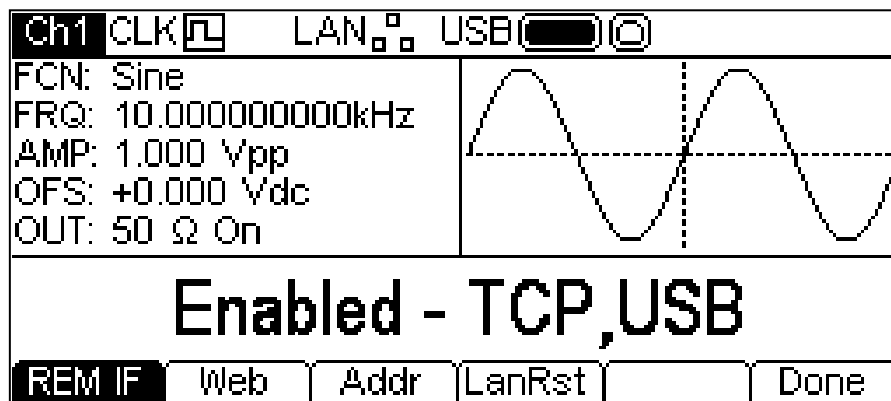 Ch1 CLK LAN USB
FCN: Sine
FRQ: 10.000000000kHz
AMP: 1.000 Vpp
OFS: +0.000 Vdc
OUT: 50 Ω On
Enabled - TCP,USB
REM IF Web Addr LanRst Done